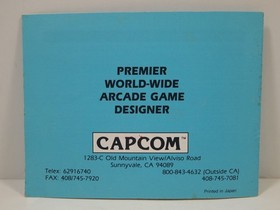 PREMIER
WORLD-WIDE
ARCADE GAME
DESIGNER
CAPCOM™
1283-C Old Mountain View/Alviso Road
Sunnyvale, CA 94089
Telex: 62916740 800-843-4632 (Outside CA)
FAX: 408/745-7920 408-745-7081
Printed in Japan